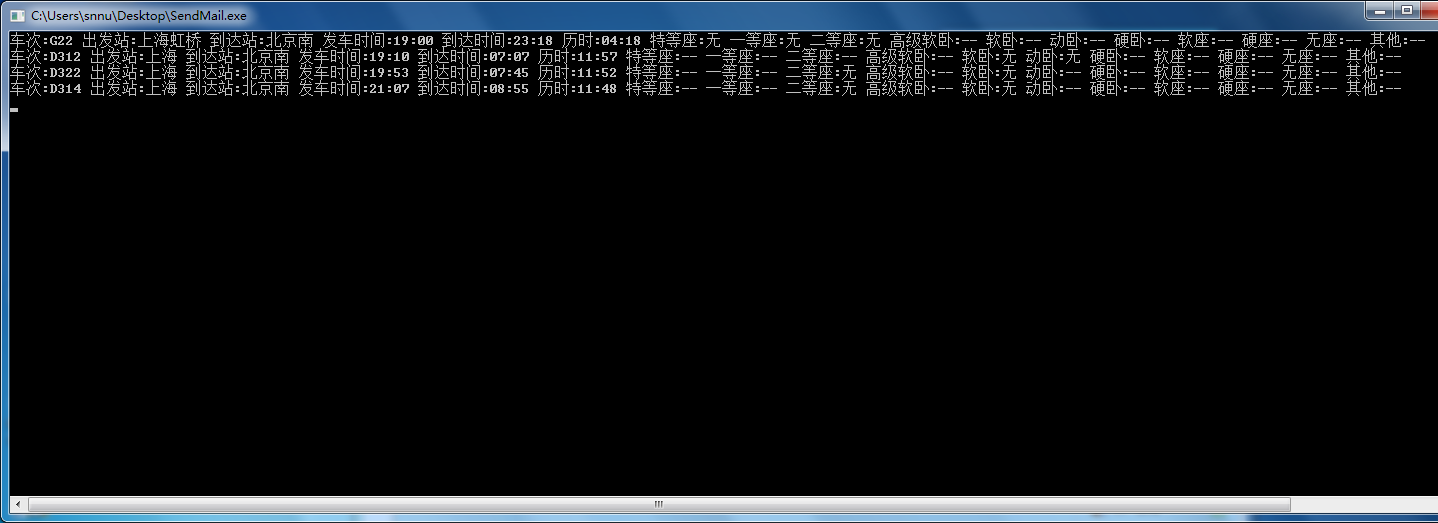 C:\Users\snnu\Desktop\SendMail.exe
车次:G22 出发站:上海虹桥 到达站:北京南 发车时间:19:00 到达时间:23:18 历时:04:18 特等座:无 一等座:无 二等座:无 高级软卧:-- 软卧:-- 动卧:-- 硬卧:-- 软座:-- 硬座:-- 无座:-- 其他:--
车次:D312 出发站:上海 到达站:北京南 发车时间:19:10 到达时间:07:07 历时:11:57 特等座:-- 一等座:-- 二等座:-- 高级软卧:-- 软卧:无 动卧:无 硬卧:-- 软座:-- 硬座:-- 无座:-- 其他:--
车次:D322 出发站:上海 到达站:北京南 发车时间:19:53 到达时间:07:45 历时:11:52 特等座:-- 一等座:-- 二等座:无 高级软卧:-- 软卧:无 动卧:-- 硬卧:-- 软座:-- 硬座:-- 无座:-- 其他:--
车次:D314 出发站:上海 到达站:北京南 发车时间:21:07 到达时间:08:55 历时:11:48 特等座:-- 一等座:-- 二等座:无 高级软卧:-- 软卧:无 动卧:-- 硬卧:-- 软座:-- 硬座:-- 无座:-- 其他:--